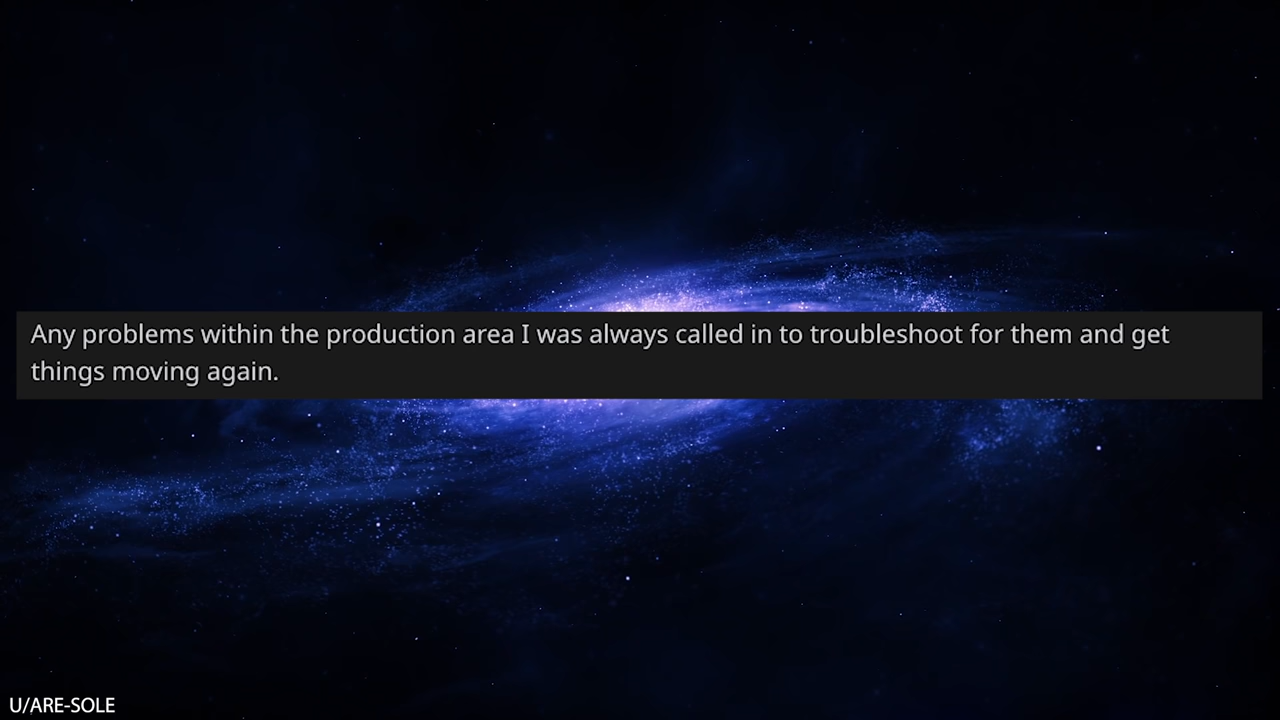 Any problems within the production area I was always called in to troubleshoot for them and get
things moving again.
U/ARE-SOLE